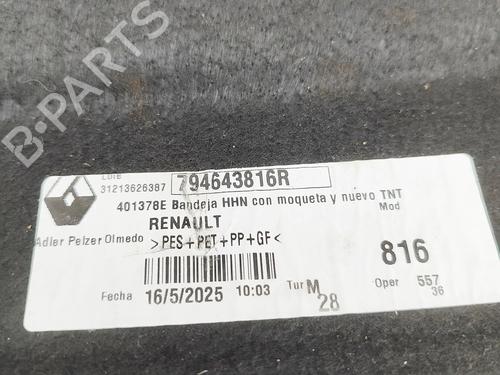 B-PARTS
LDIB
31213626387
794643816R
401378E Bandeja HHN con moqueta y nuevo TNT
RENAULT
Mod
Adler Pelzer Olmedo
>PES+PET+PP+GF<
816
Fecha 16/5/2025 10:03
Tur M
28
Oper 557
36